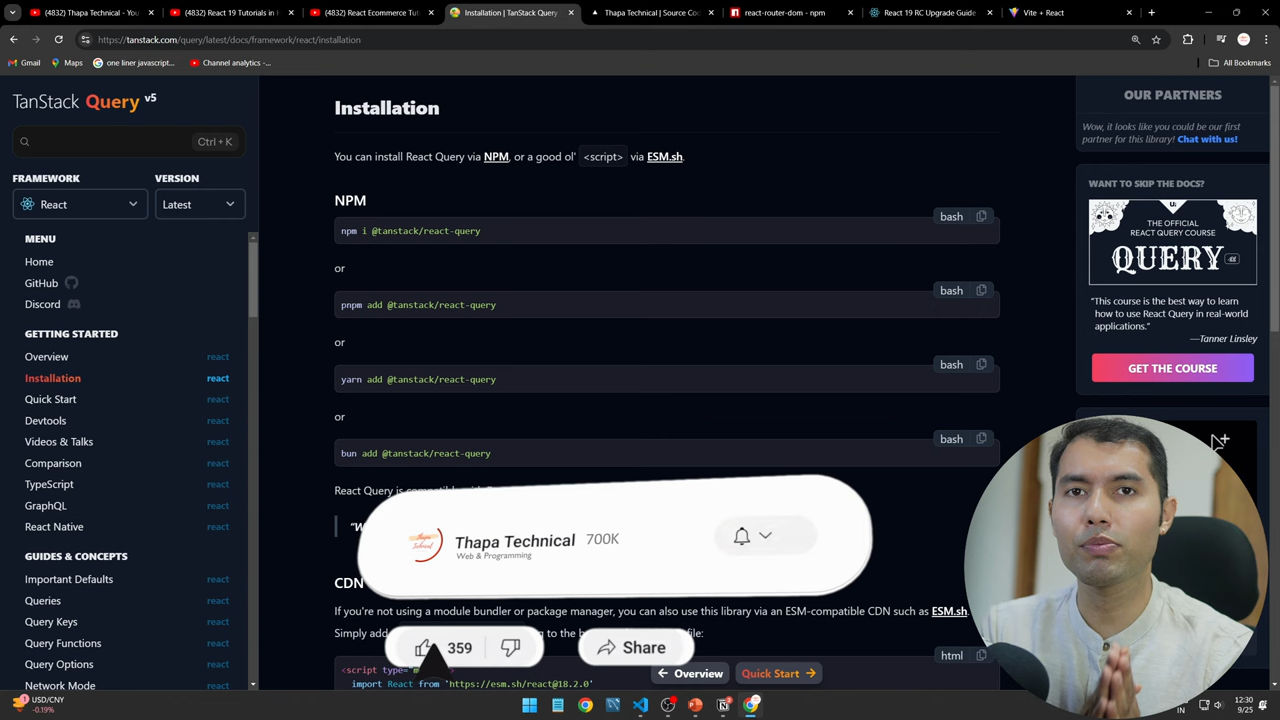 (4832) Thapa Technical - You
(4832) React 19 Tutorials in H
(4832) React Ecommerce Tut
Installation | TanStack Query
Thapa Technical | Source Cod
react-router-dom - npm
React 19 RC Upgrade Guide
Vite + React
https://tanstack.com/query/latest/docs/framework/react/installation
Gmail
Maps
one liner javascript...
Channel analytics -...
All Bookmarks
TanStack Query v5
Ctrl + K
FRAMEWORK
VERSION
React
Latest
MENU
Home
GitHub
Discord
GETTING STARTED
Overview react
Installation react
Quick Start react
Devtools react
Videos & Talks react
Comparison react
TypeScript react
GraphQL react
React Native react
GUIDES & CONCEPTS
Important Defaults react
Queries react
Query Keys react
Query Functions react
Query Options react
Network Mode react
Installation
You can install React Query via NPM, or a good ol' <script> via ESM.sh.
NPM
bash
npm i @tanstack/react-query
or
bash
pnpm add @tanstack/react-query
or
bash
yarn add @tanstack/react-query
or
bash
bun add @tanstack/react-query
React Query is
CDN
If you're not using a module bundler or package manager, you can also use this library via an ESM-compatible CDN such as ESM.sh.
Simply add
file:
html
<script type="m
import React from 'https://esm.sh/react@18.2.0'
Overview
Quick Start
OUR PARTNERS
Wow, it looks like you could be our first
partner for this library! Chat with us!
WANT TO SKIP THE DOCS?
THE OFFICIAL
REACT QUERY COURSE
QUERY
"This course is the best way to learn
how to use React Query in real-world
applications."
—Tanner Linsley
GET THE COURSE
Thapa Technical 700K
Web & Programming
359
Share
USD/CNY
-0.19%
IN
12:30
9/25